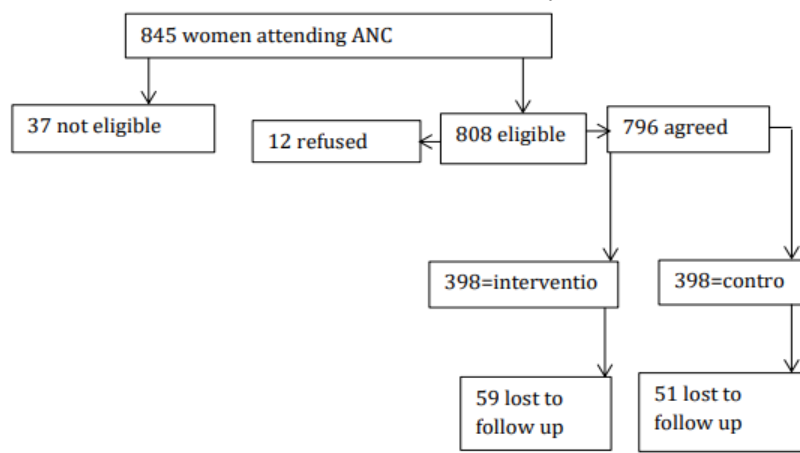 845 women attending ANC
37 not eligible
12 refused
808 eligible
796 agreed
398=interventio
398=contro
59 lost to
follow up
51 lost to
follow up